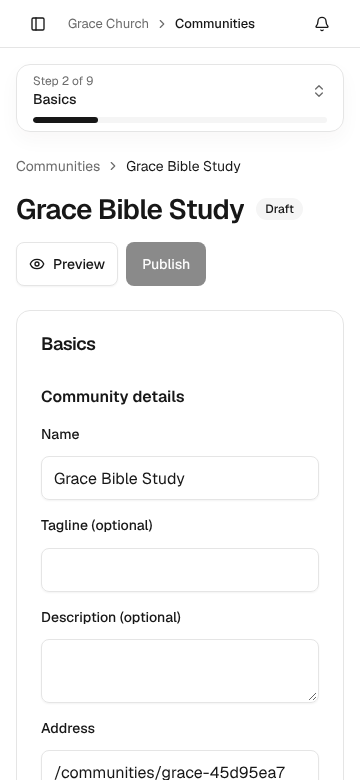 Grace Church > Communities
Step 2 of 9
Basics
Communities > Grace Bible Study
Grace Bible Study Draft
Preview Publish
Basics
Community details
Name
Grace Bible Study
Tagline (optional)
Description (optional)
Address
/communities/grace-45d95ea7